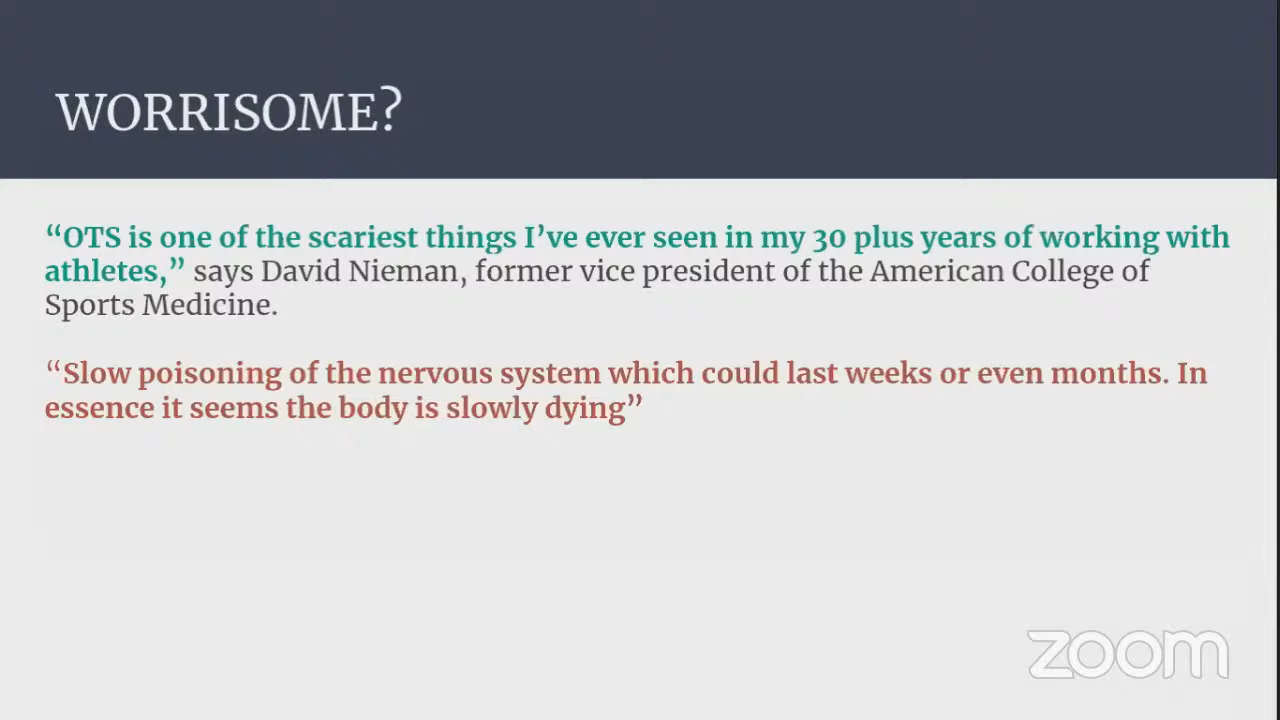 WORRISOME?
“OTS is one of the scariest things I’ve ever seen in my 30 plus years of working with
athletes,” says David Nieman, former vice president of the American College of
Sports Medicine.
“Slow poisoning of the nervous system which could last weeks or even months. In
essence it seems the body is slowly dying”
zoom